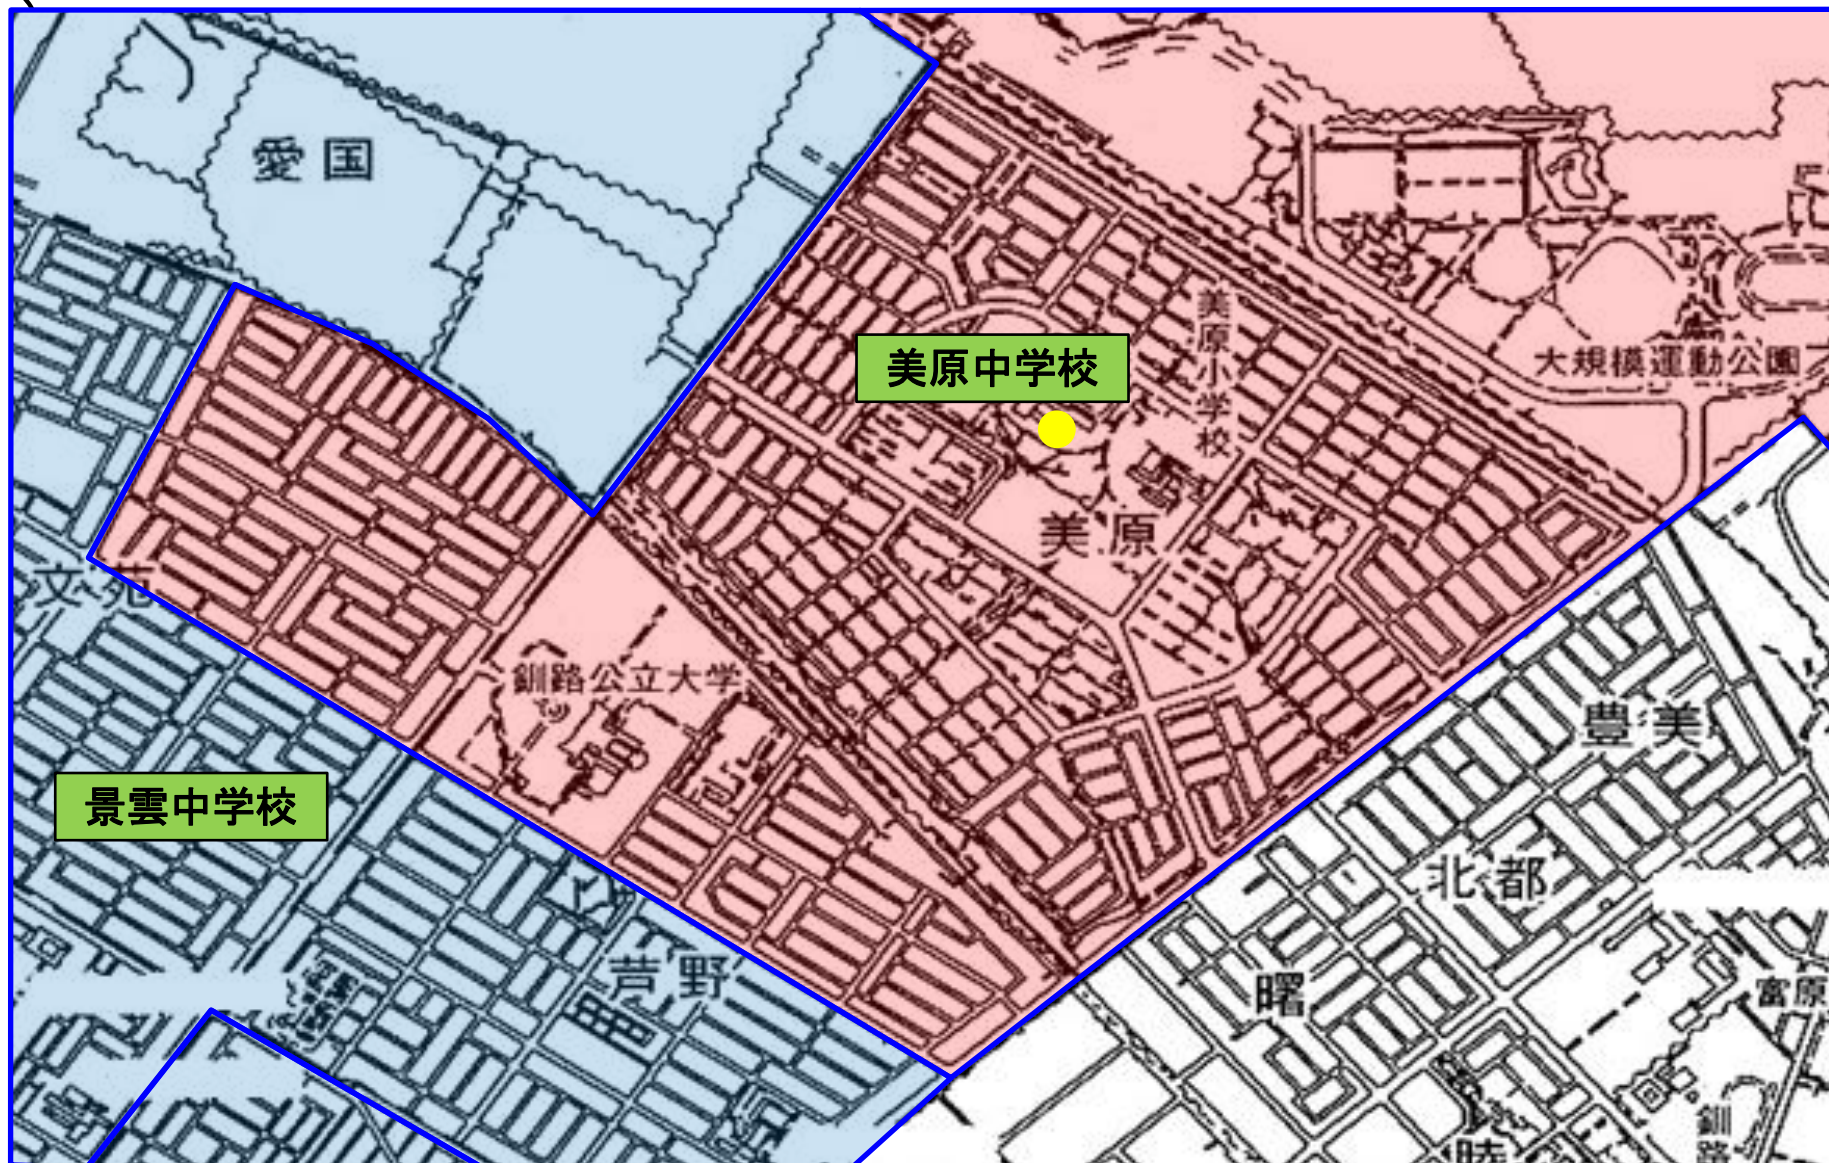 愛国
美原小学校
美原中学校
大規模運動公園
美原
文苑
釧路公立大学
豊美
景雲中学校
北都
芦野
曙
富原
釧路